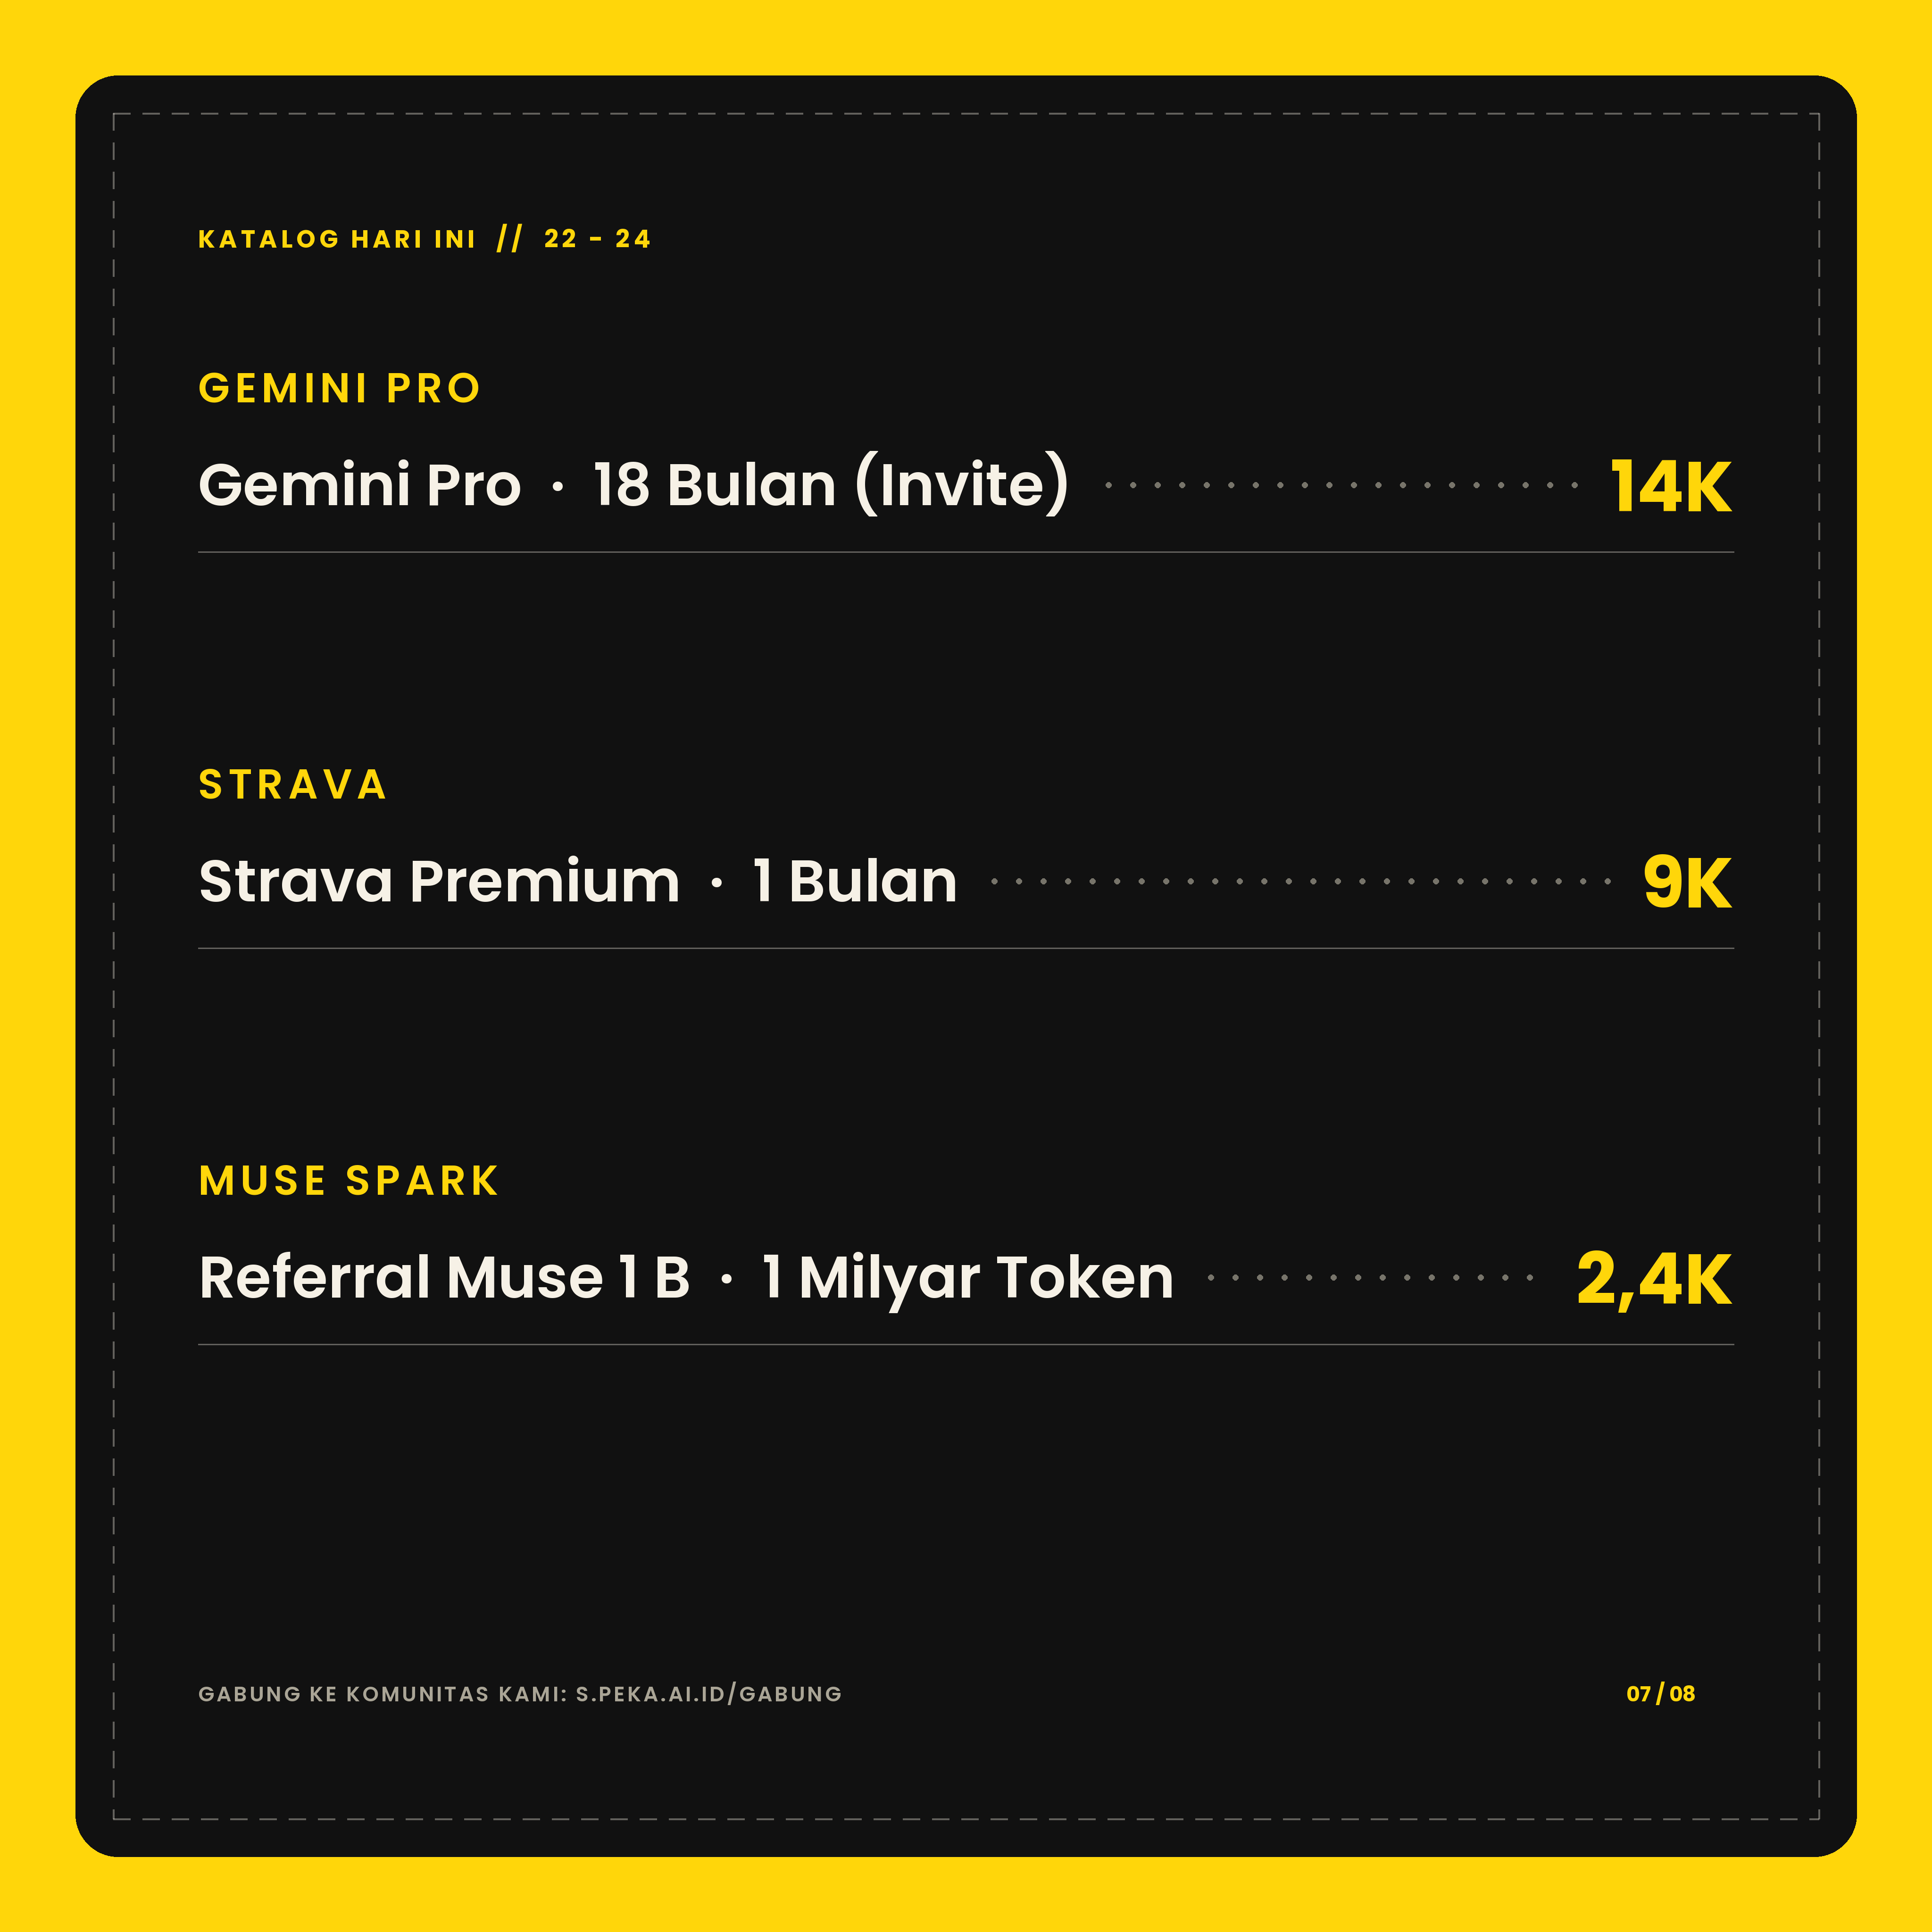 KATALOG HARI INI // 22 - 24
GEMINI PRO
Gemini Pro · 18 Bulan (Invite) 14K
STRAVA
Strava Premium · 1 Bulan 9K
MUSE SPARK
Referral Muse 1 B · 1 Milyar Token 2,4K
GABUNG KE KOMUNITAS KAMI: S.PEKA.AI.ID/GABUNG 07 / 08